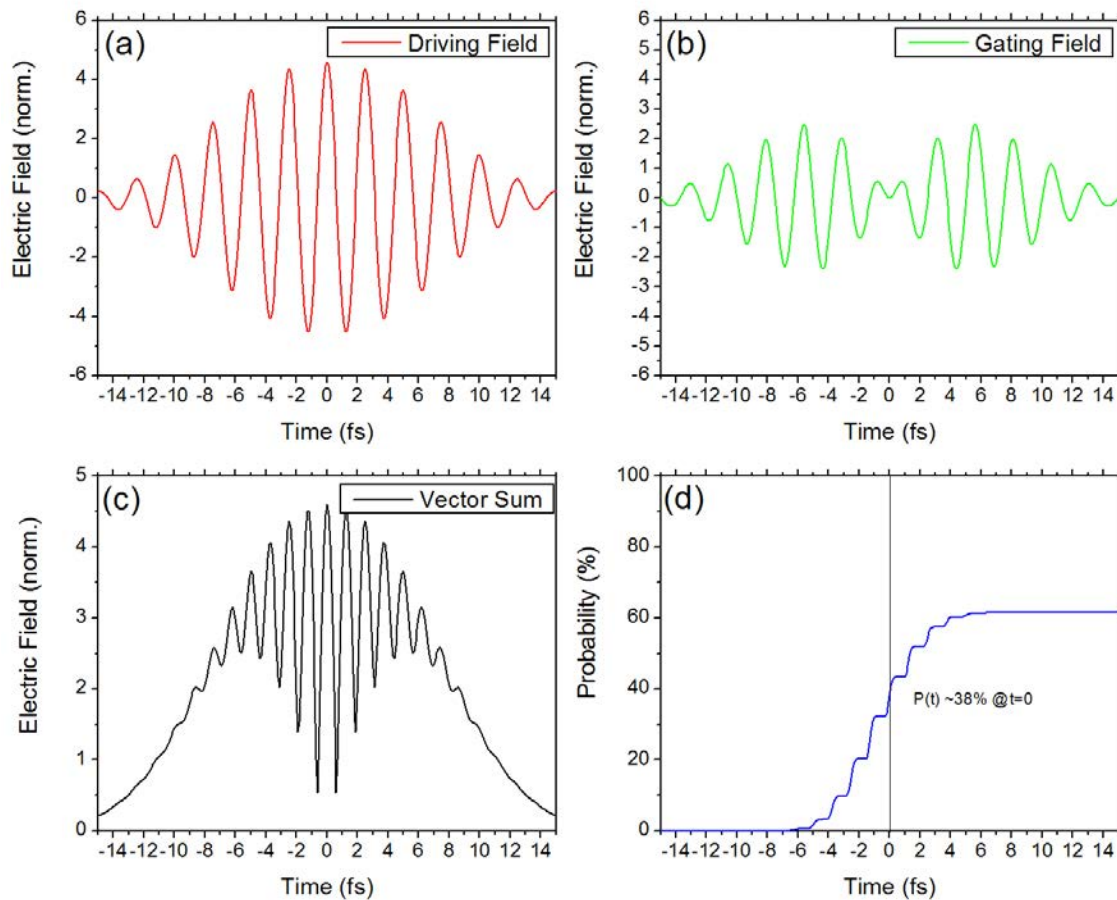 (a)
Driving Field
Electric Field (norm.)
6
4
2
0
-2
-4
-6
-14 -12 -10 -8 -6 -4 -2 0 2 4 6 8 10 12 14
Time (fs)
(b)
Gating Field
Electric Field (norm.)
6
5
4
3
2
1
0
-1
-2
-3
-4
-5
-6
-14 -12 -10 -8 -6 -4 -2 0 2 4 6 8 10 12 14
Time (fs)
(c)
Vector Sum
Electric Field (norm.)
5
4
3
2
1
0
-14 -12 -10 -8 -6 -4 -2 0 2 4 6 8 10 12 14
Time (fs)
(d)
Probability (%)
100
80
60
40
20
0
P(t) ~38% @t=0
-14 -12 -10 -8 -6 -4 -2 0 2 4 6 8 10 12 14
Time (fs)